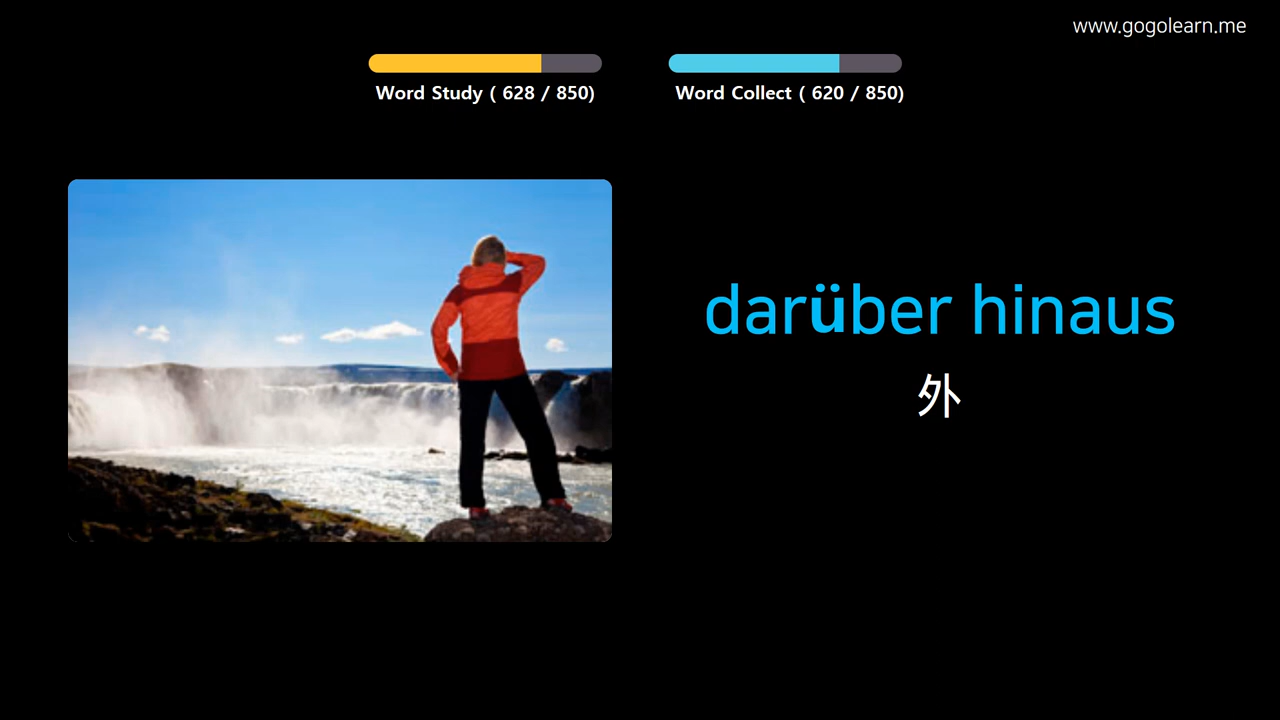 www.gogolearn.me
Word Study ( 628 / 850)
Word Collect ( 620 / 850)
darüber hinaus
外